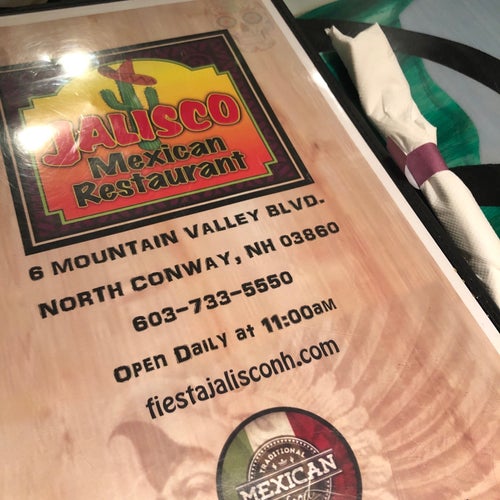 JALISCO
Mexican
Restaurant
6 MOUNTAIN VALLEY BLVD.
NORTH CONWAY, NH 03860
603-733-5550
OPEN DAILY AT 11:00AM
fiestajalisconh.com
TRADITIONAL
MEXICAN